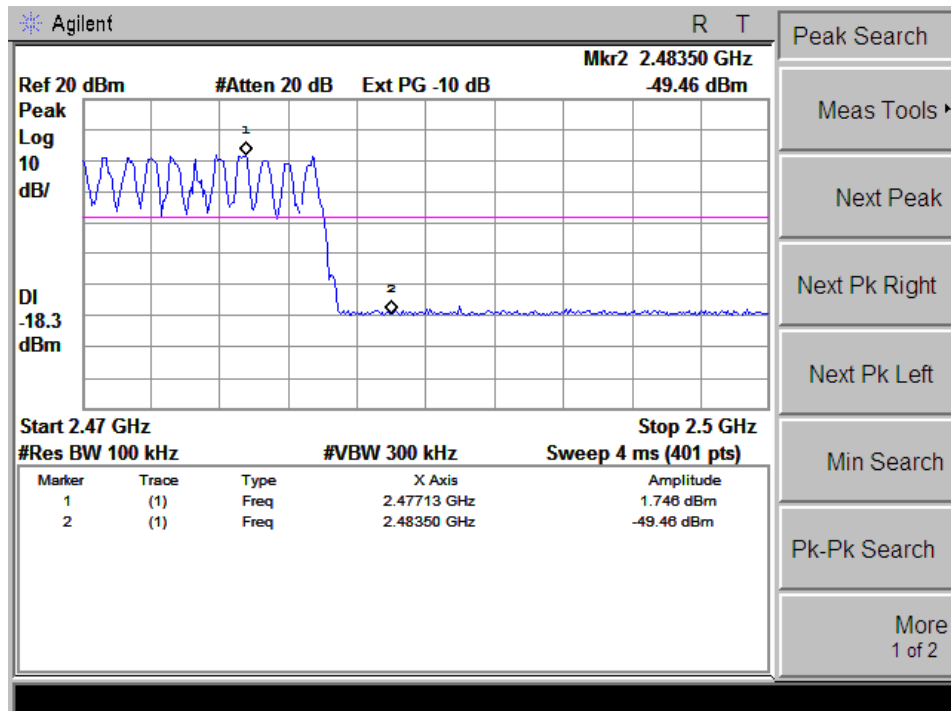 Agilent R T
Mkr2 2.48350 GHz
Ref 20 dBm #Atten 20 dB Ext PG -10 dB -49.46 dBm
Peak
Log
10
dB/
1
2
DI
-18.3
dBm
Start 2.47 GHz Stop 2.5 GHz
#Res BW 100 kHz #VBW 300 kHz Sweep 4 ms (401 pts)
Marker Trace Type X Axis Amplitude
1 (1) Freq 2.47713 GHz 1.746 dBm
2 (1) Freq 2.48350 GHz -49.46 dBm
Peak Search
Meas Tools
Next Peak
Next Pk Right
Next Pk Left
Min Search
Pk-Pk Search
More
1 of 2